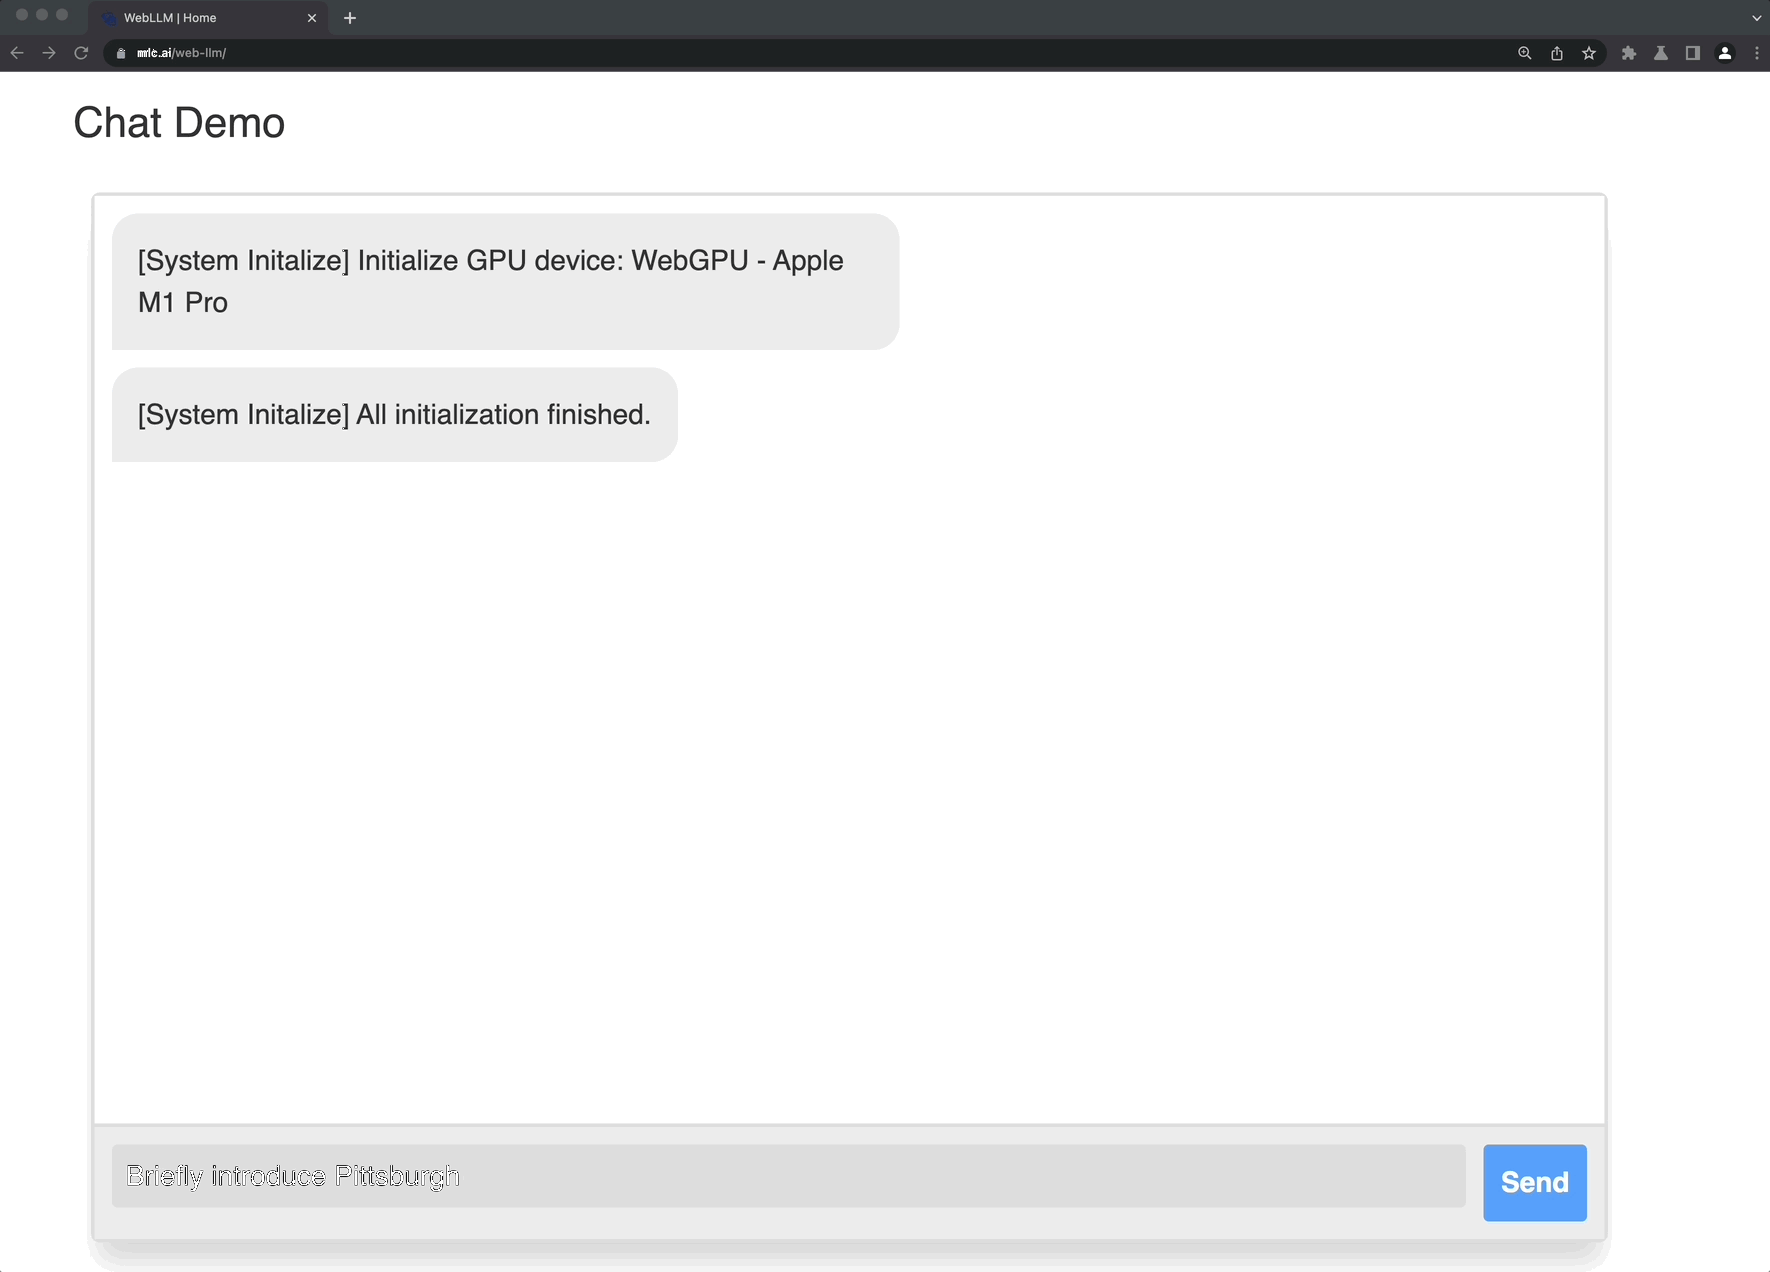 WebLLM | Home
mlc.ai/web-llm/
Chat Demo
[System Initalize] Initialize GPU device: WebGPU - Apple
M1 Pro
[System Initalize] All initialization finished.
Briefly introduce Pittsburgh
Send